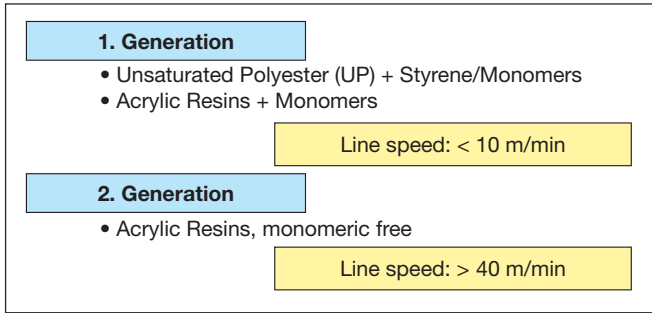 1. Generation
• Unsaturated Polyester (UP) + Styrene/Monomers
• Acrylic Resins + Monomers
Line speed: < 10 m/min
2. Generation
• Acrylic Resins, monomeric free
Line speed: > 40 m/min